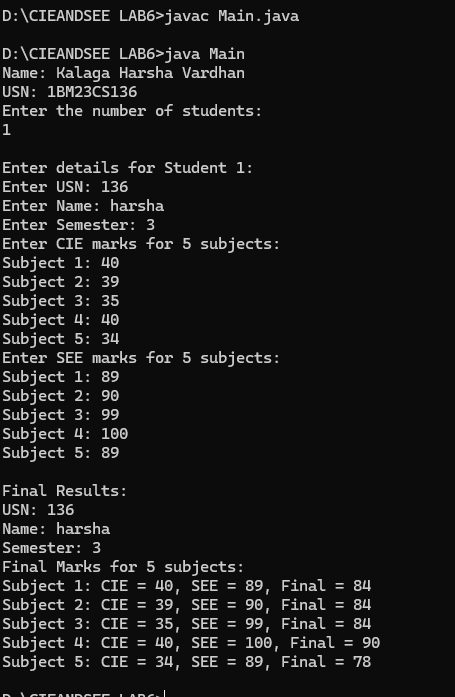 D:\CIEANDSEE LAB6>javac Main.java
D:\CIEANDSEE LAB6>java Main
Name: Kalaga Harsha Vardhan
USN: 1BM23CS136
Enter the number of students:
1
Enter details for Student 1:
Enter USN: 136
Enter Name: harsha
Enter Semester: 3
Enter CIE marks for 5 subjects:
Subject 1: 40
Subject 2: 39
Subject 3: 35
Subject 4: 40
Subject 5: 34
Enter SEE marks for 5 subjects:
Subject 1: 89
Subject 2: 90
Subject 3: 99
Subject 4: 100
Subject 5: 89
Final Results:
USN: 136
Name: harsha
Semester: 3
Final Marks for 5 subjects:
Subject 1: CIE = 40, SEE = 89, Final = 84
Subject 2: CIE = 39, SEE = 90, Final = 84
Subject 3: CIE = 35, SEE = 99, Final = 84
Subject 4: CIE = 40, SEE = 100, Final = 90
Subject 5: CIE = 34, SEE = 89, Final = 78
D:\CIEANDSEE LAB6>